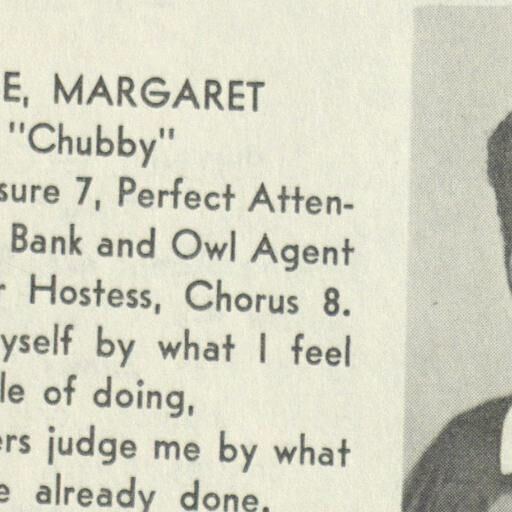 E, MARGARET
"Chubby"
sure 7, Perfect Atten-
Bank and Owl Agent
r Hostess, Chorus 8.
yself by what I feel
le of doing,
ers judge me by what
e already done.